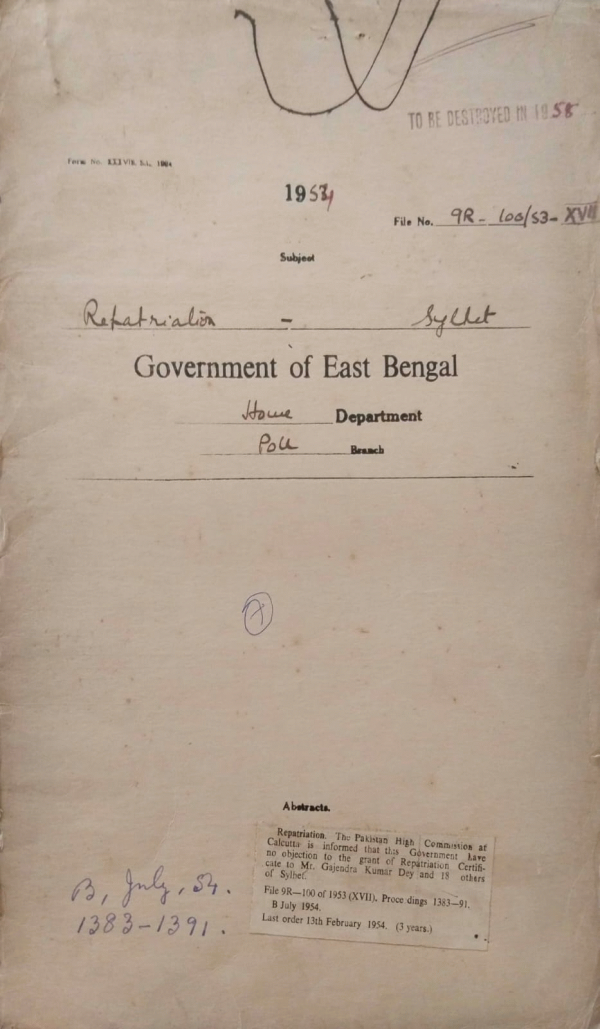 TO BE DESTROYED IN 1958
Form No.
1954
File No. 9R - 100/53 - XVII
Subject
Repatriation - Sylhet
Government of East Bengal
Home Department
Poll Branch
Abstracts.
Repatriation. The Pakistan High Commission at
Calcutta is informed that this Government have
no objection to the grant of Repatriation Certifi-
cate to Mr. Gajendra Kumar Dey and 18 others
of Sylhet.
File 9R—100 of 1953 (XVII). Proce dings 1383—91.
B July 1954.
Last order 13th February 1954. (3 years.)
B, July, 54.
1383-1391.